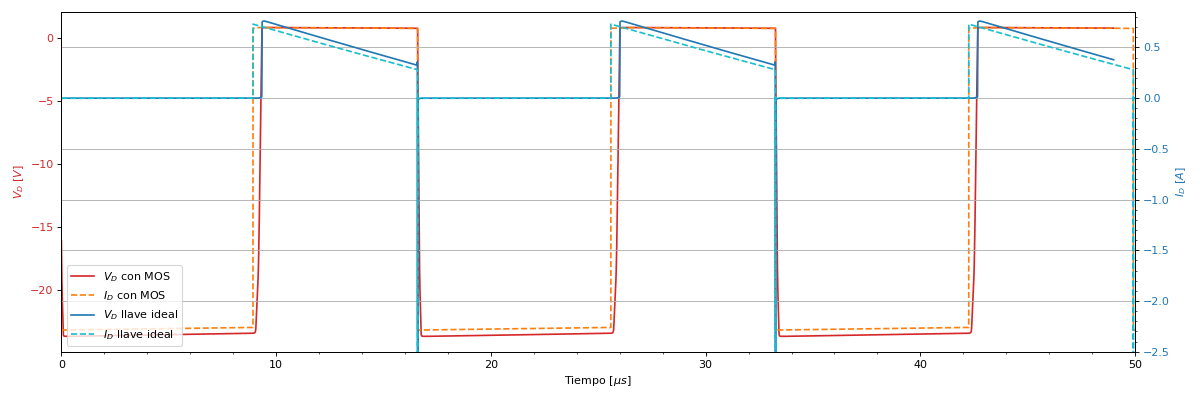 0
−5
−10
−15
−20
V_D [V]
0.5
0.0
−0.5
−1.0
−1.5
−2.0
−2.5
I_D [A]
V_D con MOS
I_D con MOS
V_D llave ideal
I_D llave ideal
0 10 20 30 40 50
Tiempo [μs]